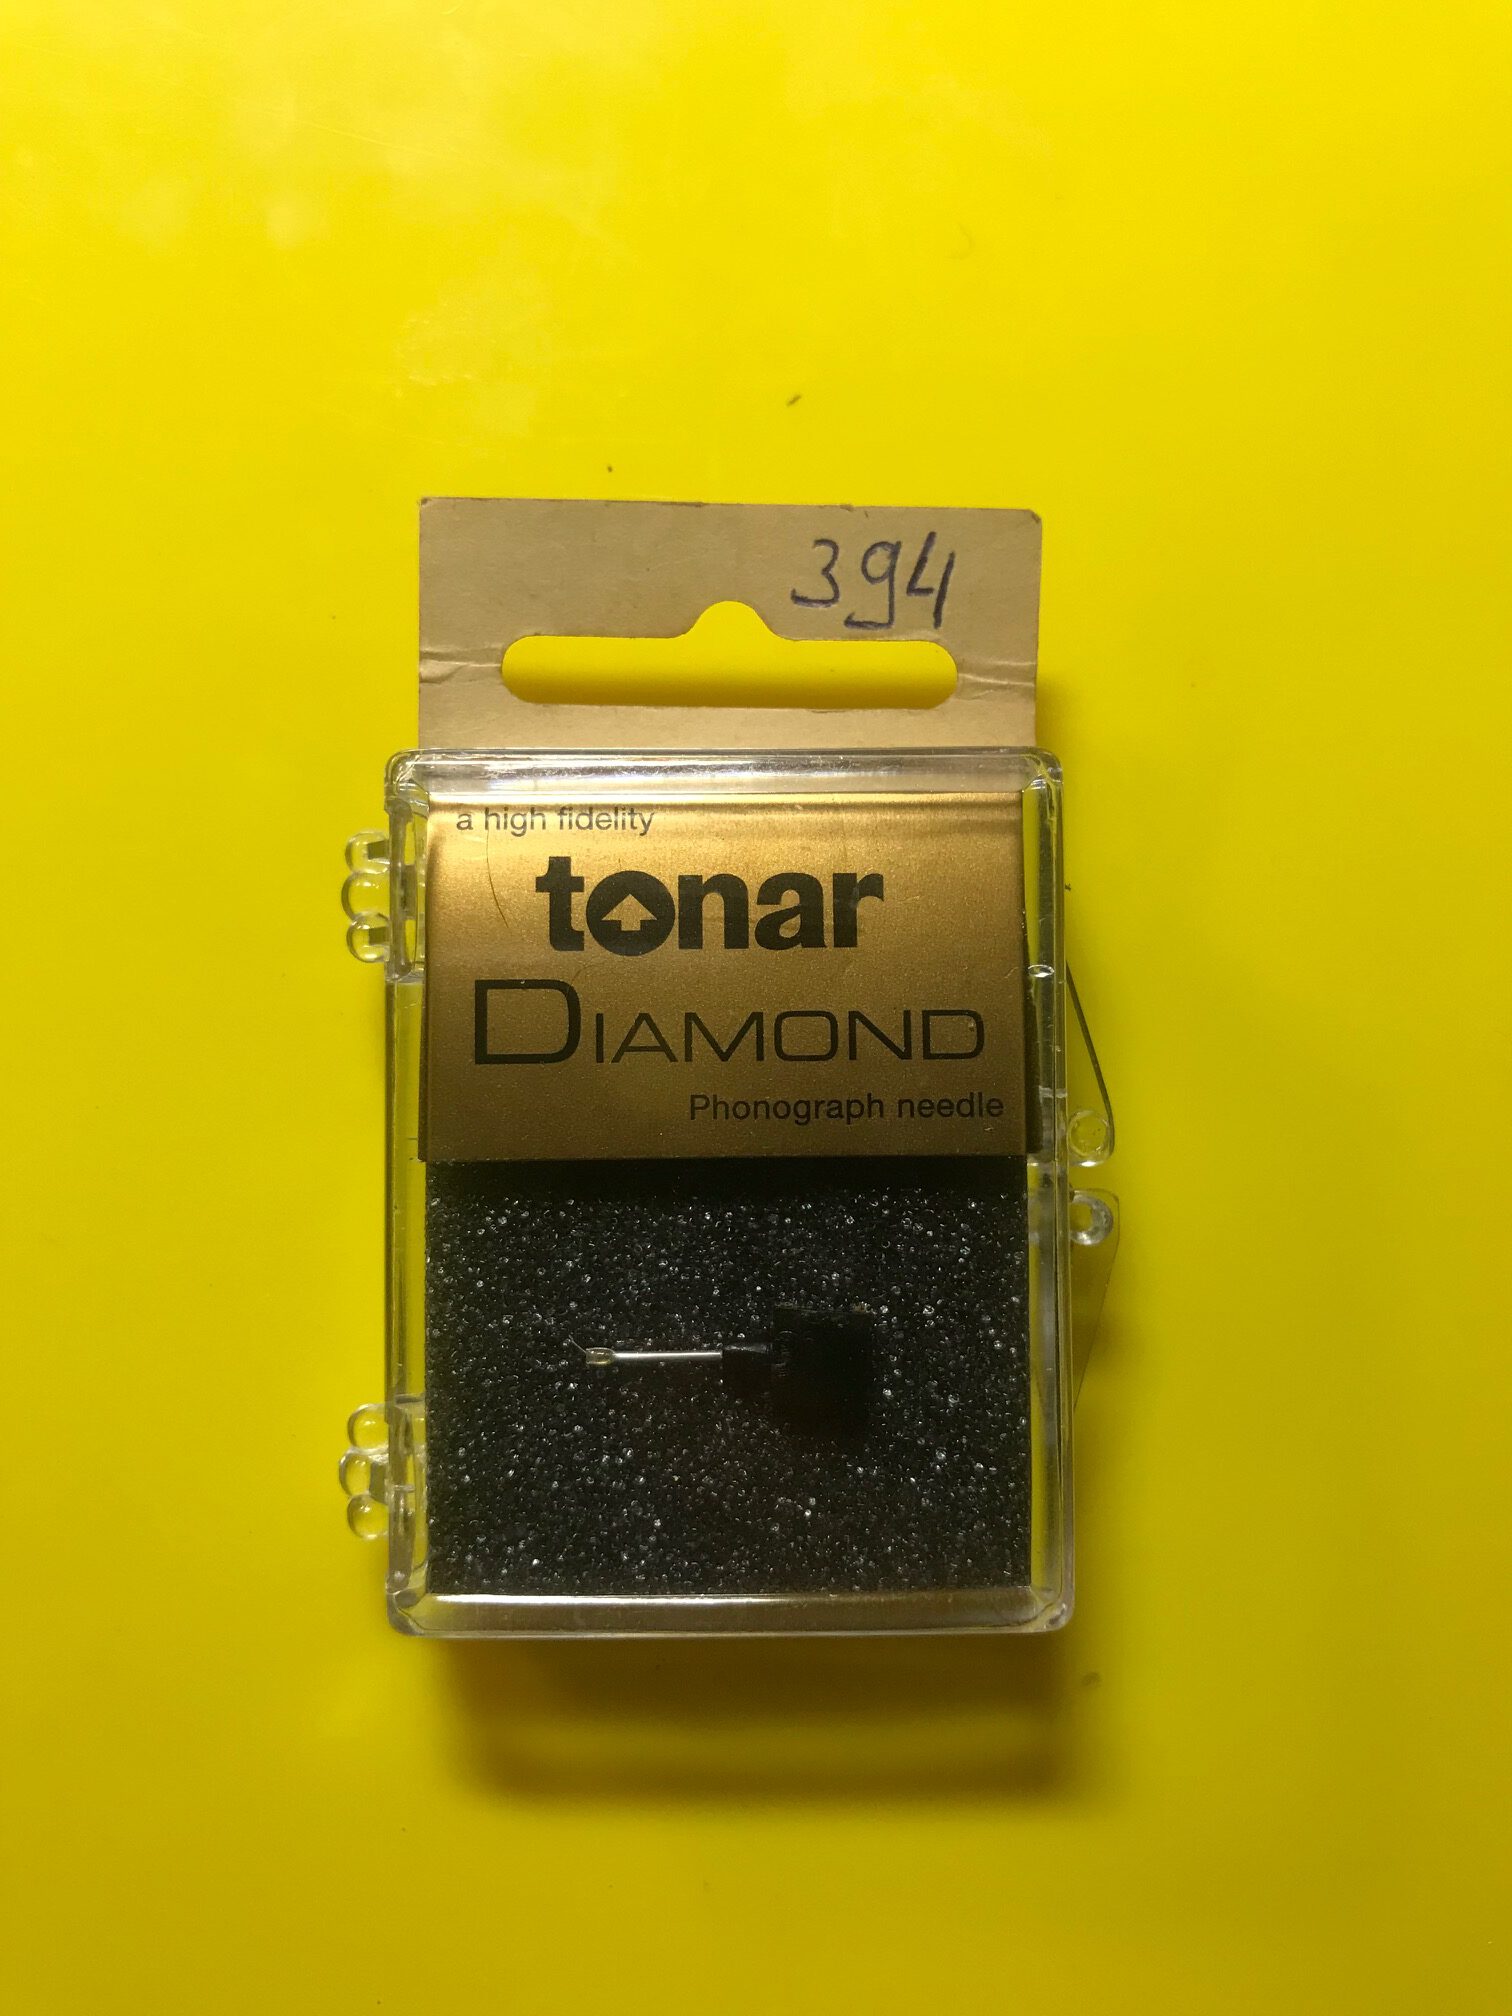 394
a high fidelity
tonar
DIAMOND
Phonograph needle